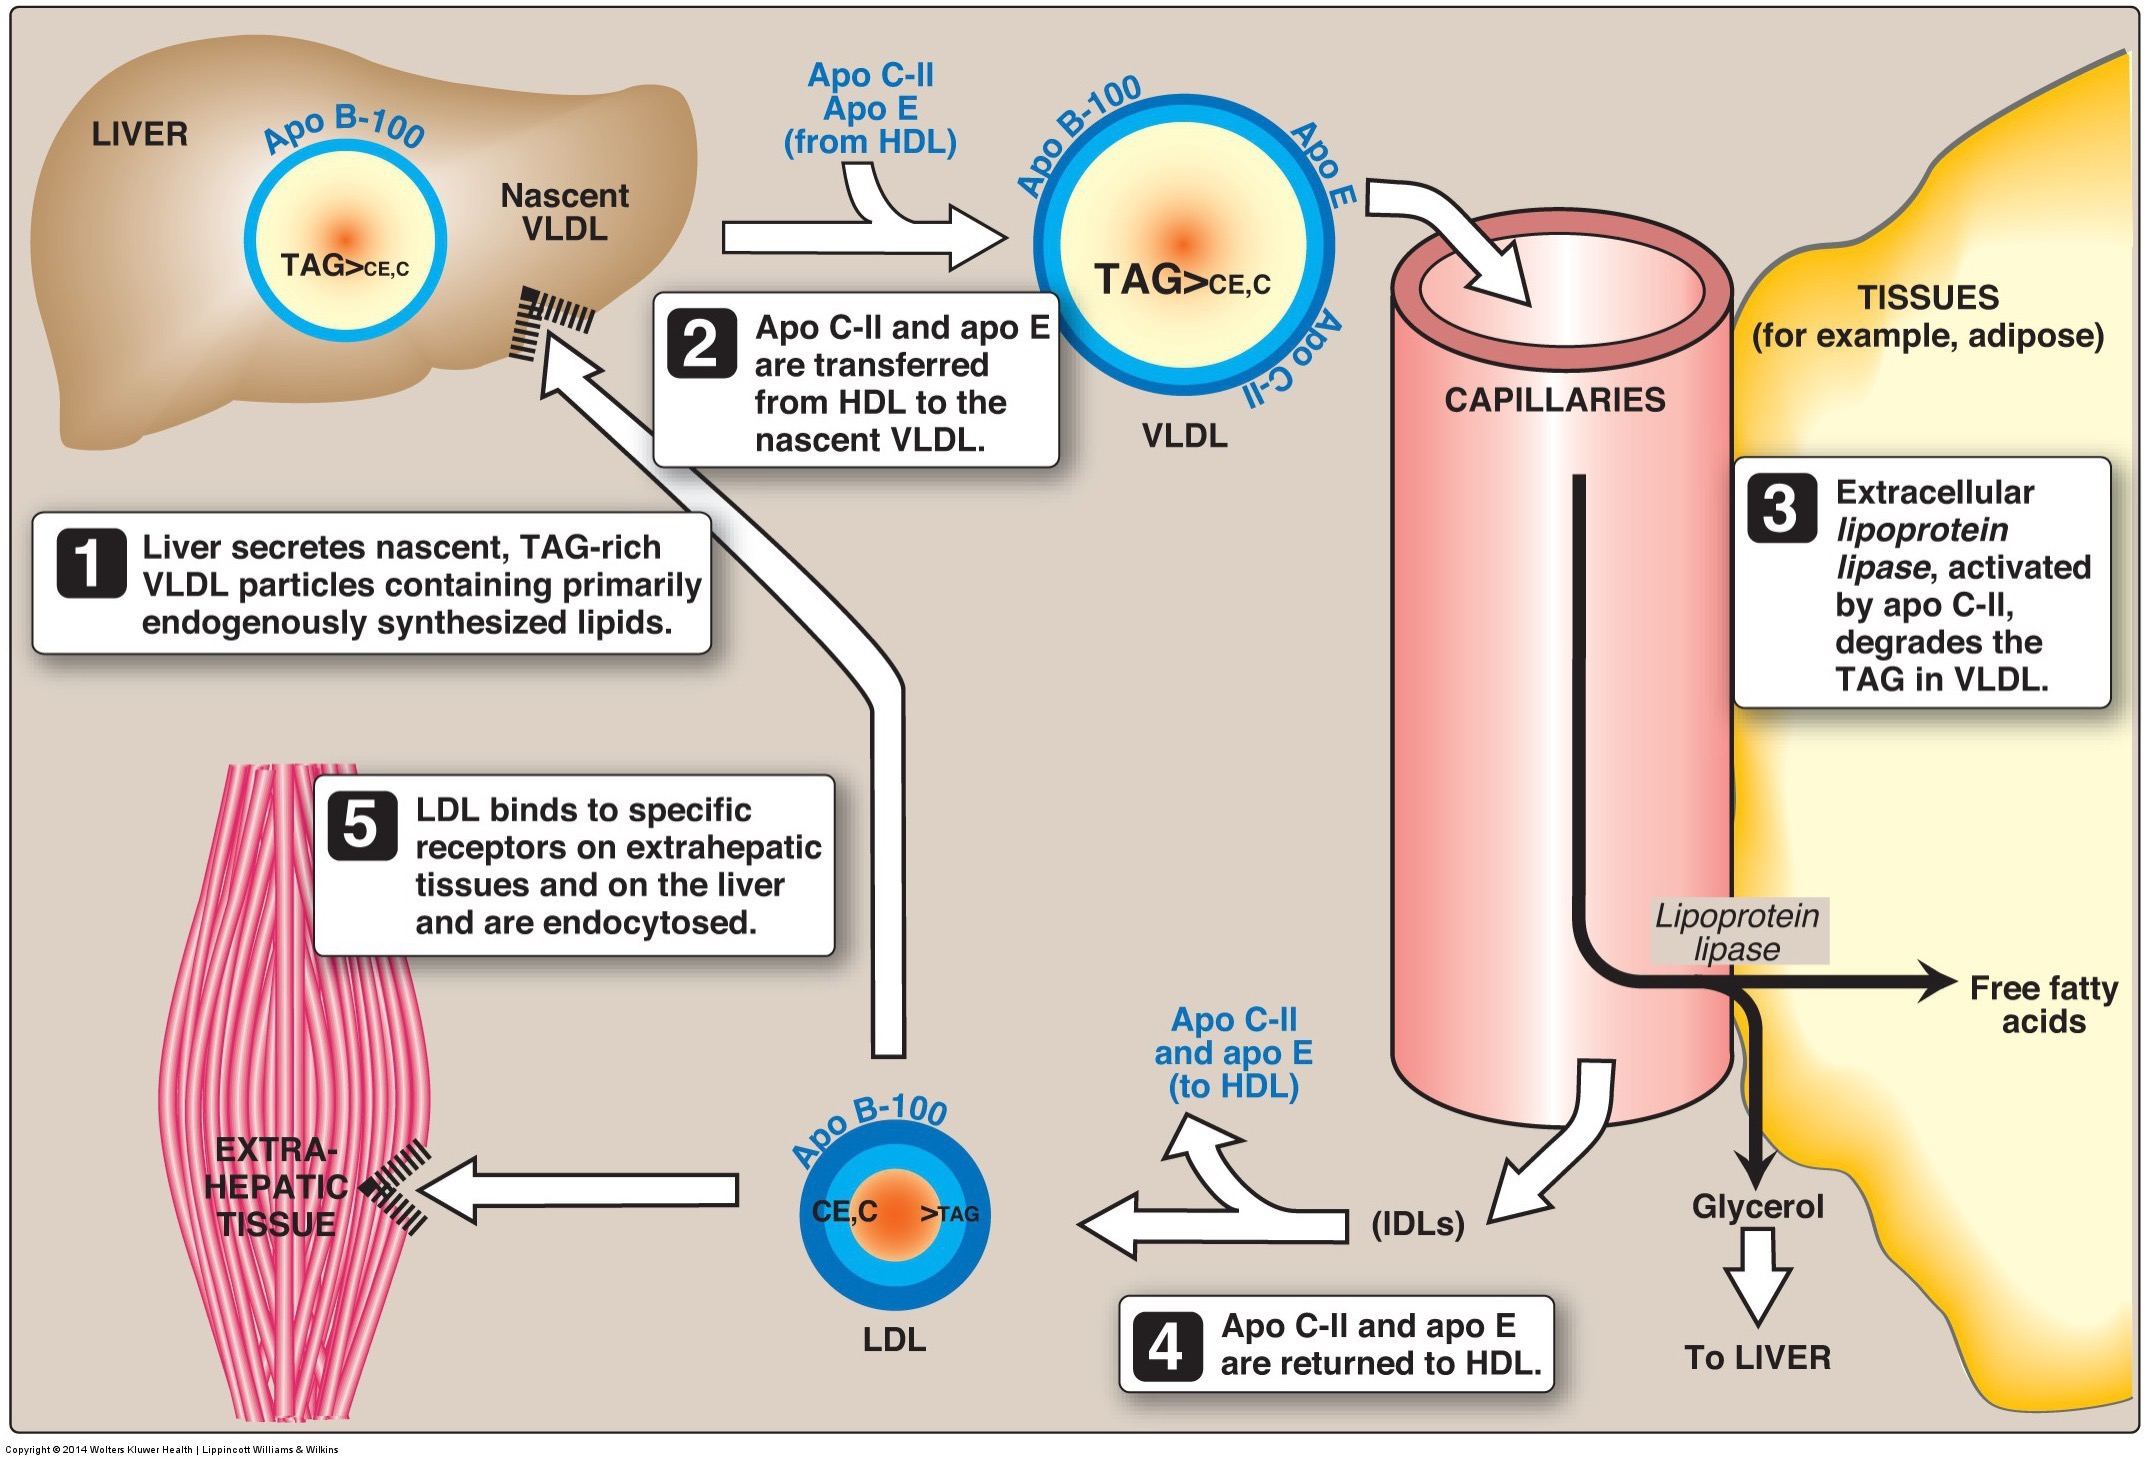 LIVER
Apo B-100
TAG>CE,C
Nascent
VLDL
Apo C-II
Apo E
(from HDL)
Apo B-100
Apo E
Apo C-II
TAG>CE,C
VLDL
2
Apo C-II and apo E
are transferred
from HDL to the
nascent VLDL.
CAPILLARIES
TISSUES
(for example, adipose)
1
Liver secretes nascent, TAG-rich
VLDL particles containing primarily
endogenously synthesized lipids.
3
Extracellular
lipoprotein
lipase, activated
by apo C-II,
degrades the
TAG in VLDL.
5
LDL binds to specific
receptors on extrahepatic
tissues and on the liver
and are endocytosed.
Lipoprotein
lipase
Free fatty
acids
Apo C-II
and apo E
(to HDL)
Apo B-100
CE,C >TAG
LDL
EXTRA-
HEPATIC
TISSUE
(IDLs)
Glycerol
To LIVER
4
Apo C-II and apo E
are returned to HDL.
Copyright © 2014 Wolters Kluwer Health | Lippincott Williams & Wilkins